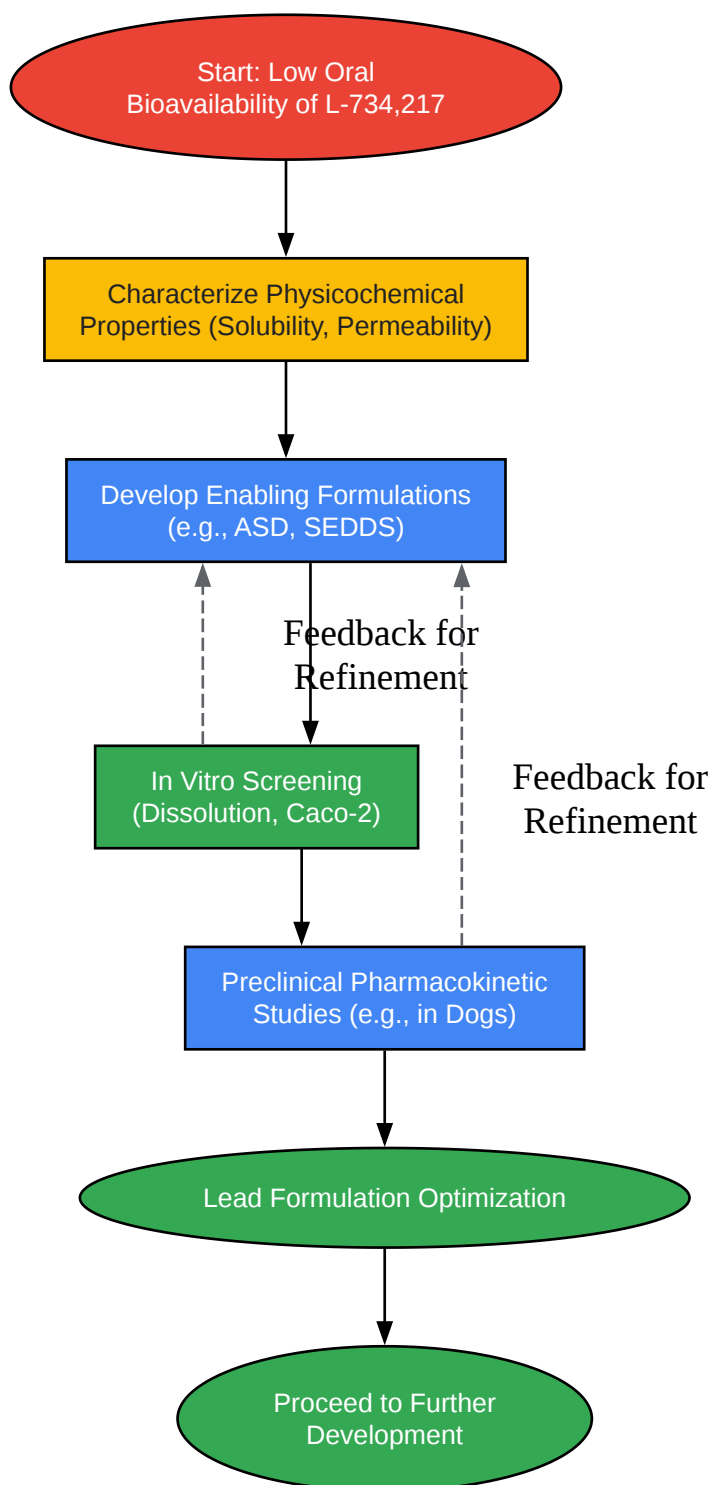 Start: Low Oral
Bioavailability of L-734,217
Characterize Physicochemical
Properties (Solubility, Permeability)
Develop Enabling Formulations
(e.g., ASD, SEDDS)
Feedback for
Refinement
In Vitro Screening
(Dissolution, Caco-2)
Feedback for
Refinement
Preclinical Pharmacokinetic
Studies (e.g., in Dogs)
Lead Formulation Optimization
Proceed to Further
Development